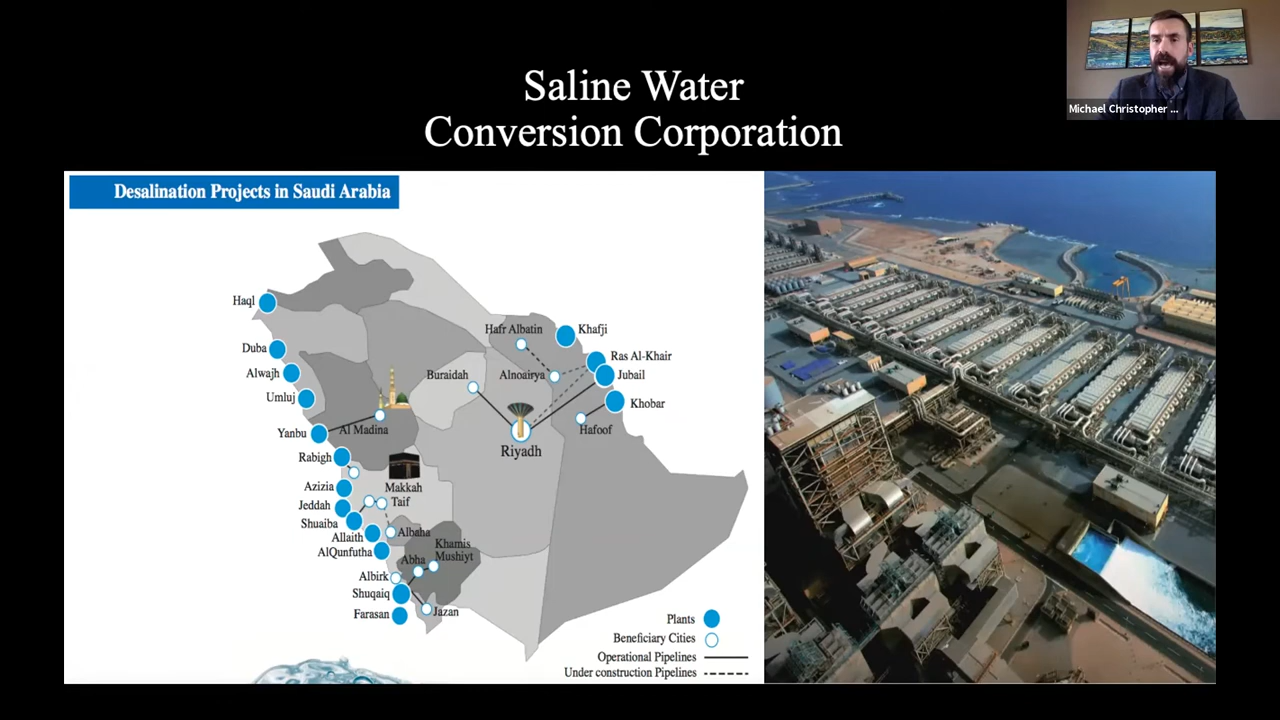 Saline Water
Conversion Corporation
Michael Christopher ...
Desalination Projects in Saudi Arabia
Haql
Duba
Alwajh
Umluj
Yanbu
Rabigh
Azizia
Jeddah
Shuaiba
Allaith
AlQunfutha
Albirk
Shuqaiq
Farasan
Al Madina
Makkah
Taif
Albaha
Khamis
Mushiyt
Abha
Jazan
Buraidah
Riyadh
Hafr Albatin
Alnoairya
Khafji
Ras Al-Khair
Jubail
Khobar
Hafoof
Plants
Beneficiary Cities
Operational Pipelines
Under construction Pipelines